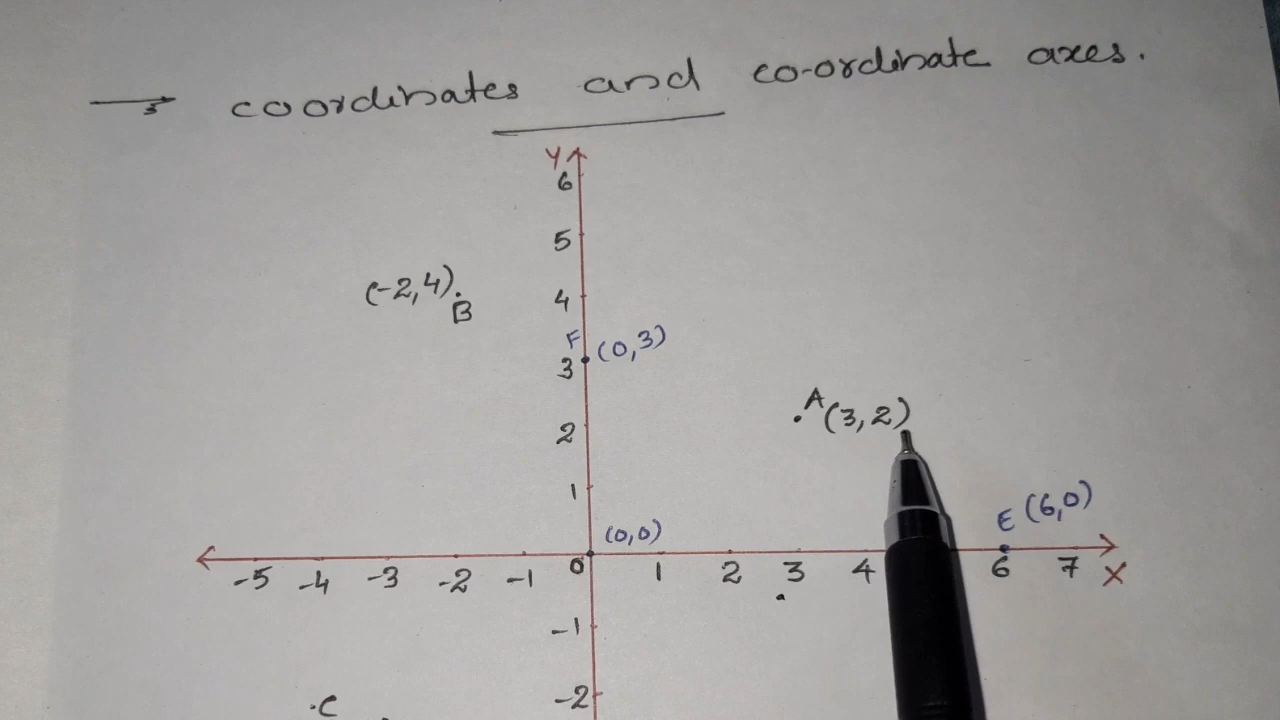 coordinates and co-ordinate axes.
Y
6
5
(-2,4)
B
4
F
(0,3)
3
A
(3,2)
2
1
E (6,0)
(0,0)
-5 -4 -3 -2 -1 0 1 2 3 4 6 7 X
-1
-2
C